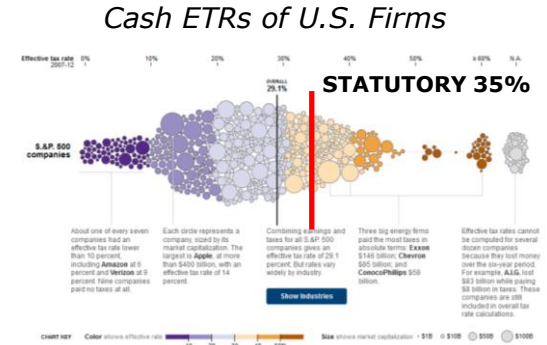 Cash ETRs of U.S. Firms
Effective tax rate 0% 10% 20% 30% 40% ≥ 60% N.A.
2007-12
OVERALL
29.1%
STATUTORY 35%
S.&P. 500
companies
About one of every seven
companies had an
effective tax rate lower
than 10 percent,
including Amazon at 6
percent and Verizon at 9
percent. Nine companies
paid no taxes at all.
Each circle represents a
company, sized by its
market capitalization. The
largest is Apple, at more
than $400 billion, with an
effective tax rate of 14
percent.
Combining earnings and
taxes for all S.&P. 500
companies gives an
effective tax rate of 29.1
percent. But rates vary
widely by industry.
Show Industries
Three big energy firms
paid the most taxes in
absolute terms: Exxon
$146 billion; Chevron
$85 billion; and
ConocoPhillips $58
billion.
Effective tax rates cannot
be computed for several
dozen companies
because they lost money
over the six-year period.
For example, A.I.G. lost
$83 billion while paying
$8 billion in taxes. These
companies are still
included in overall tax
rate calculations.
CHART KEY Color shows effective rate Size shows market capitalization $1B $10B $50B $100B